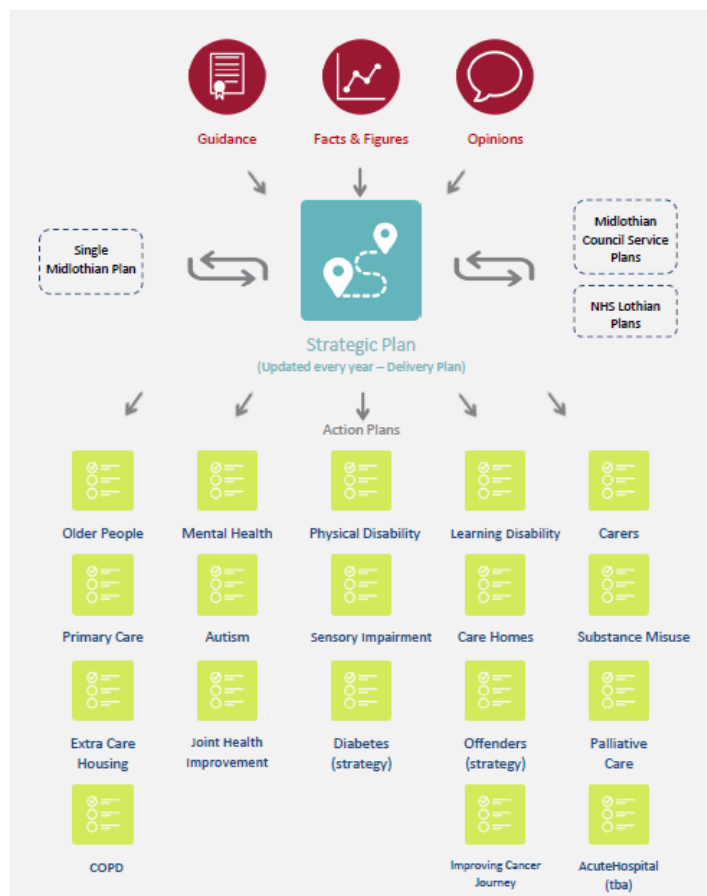 Guidance
Facts & Figures
Opinions
Single
Midlothian Plan
Midlothian
Council Service
Plans
NHS Lothian
Plans
Strategic Plan
(Updated every year – Delivery Plan)
Action Plans
Older People
Mental Health
Physical Disability
Learning Disability
Carers
Primary Care
Autism
Sensory Impairment
Care Homes
Substance Misuse
Extra Care
Housing
Joint Health
Improvement
Diabetes
(strategy)
Offenders
(strategy)
Palliative
Care
COPD
Improving Cancer
Journey
AcuteHospital
(tba)